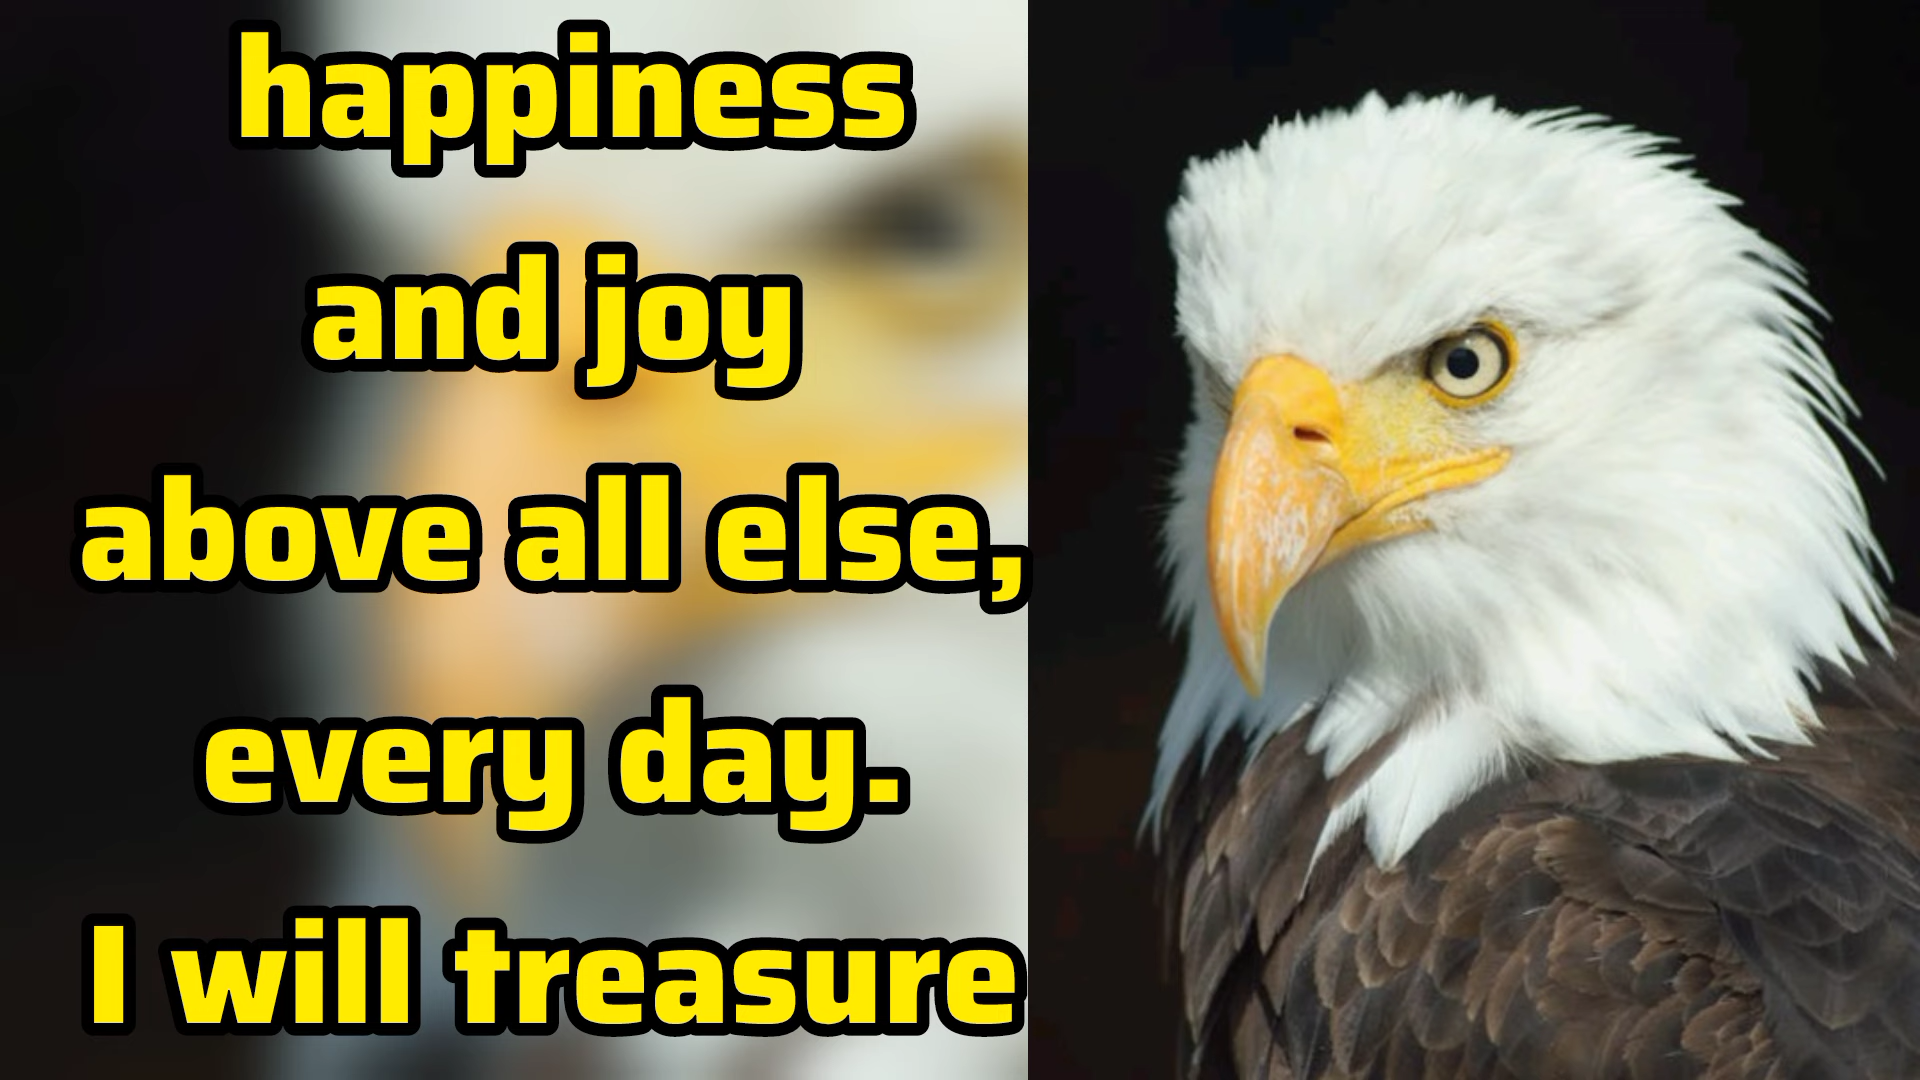 happiness
and joy
above all else,
every day.
I will treasure